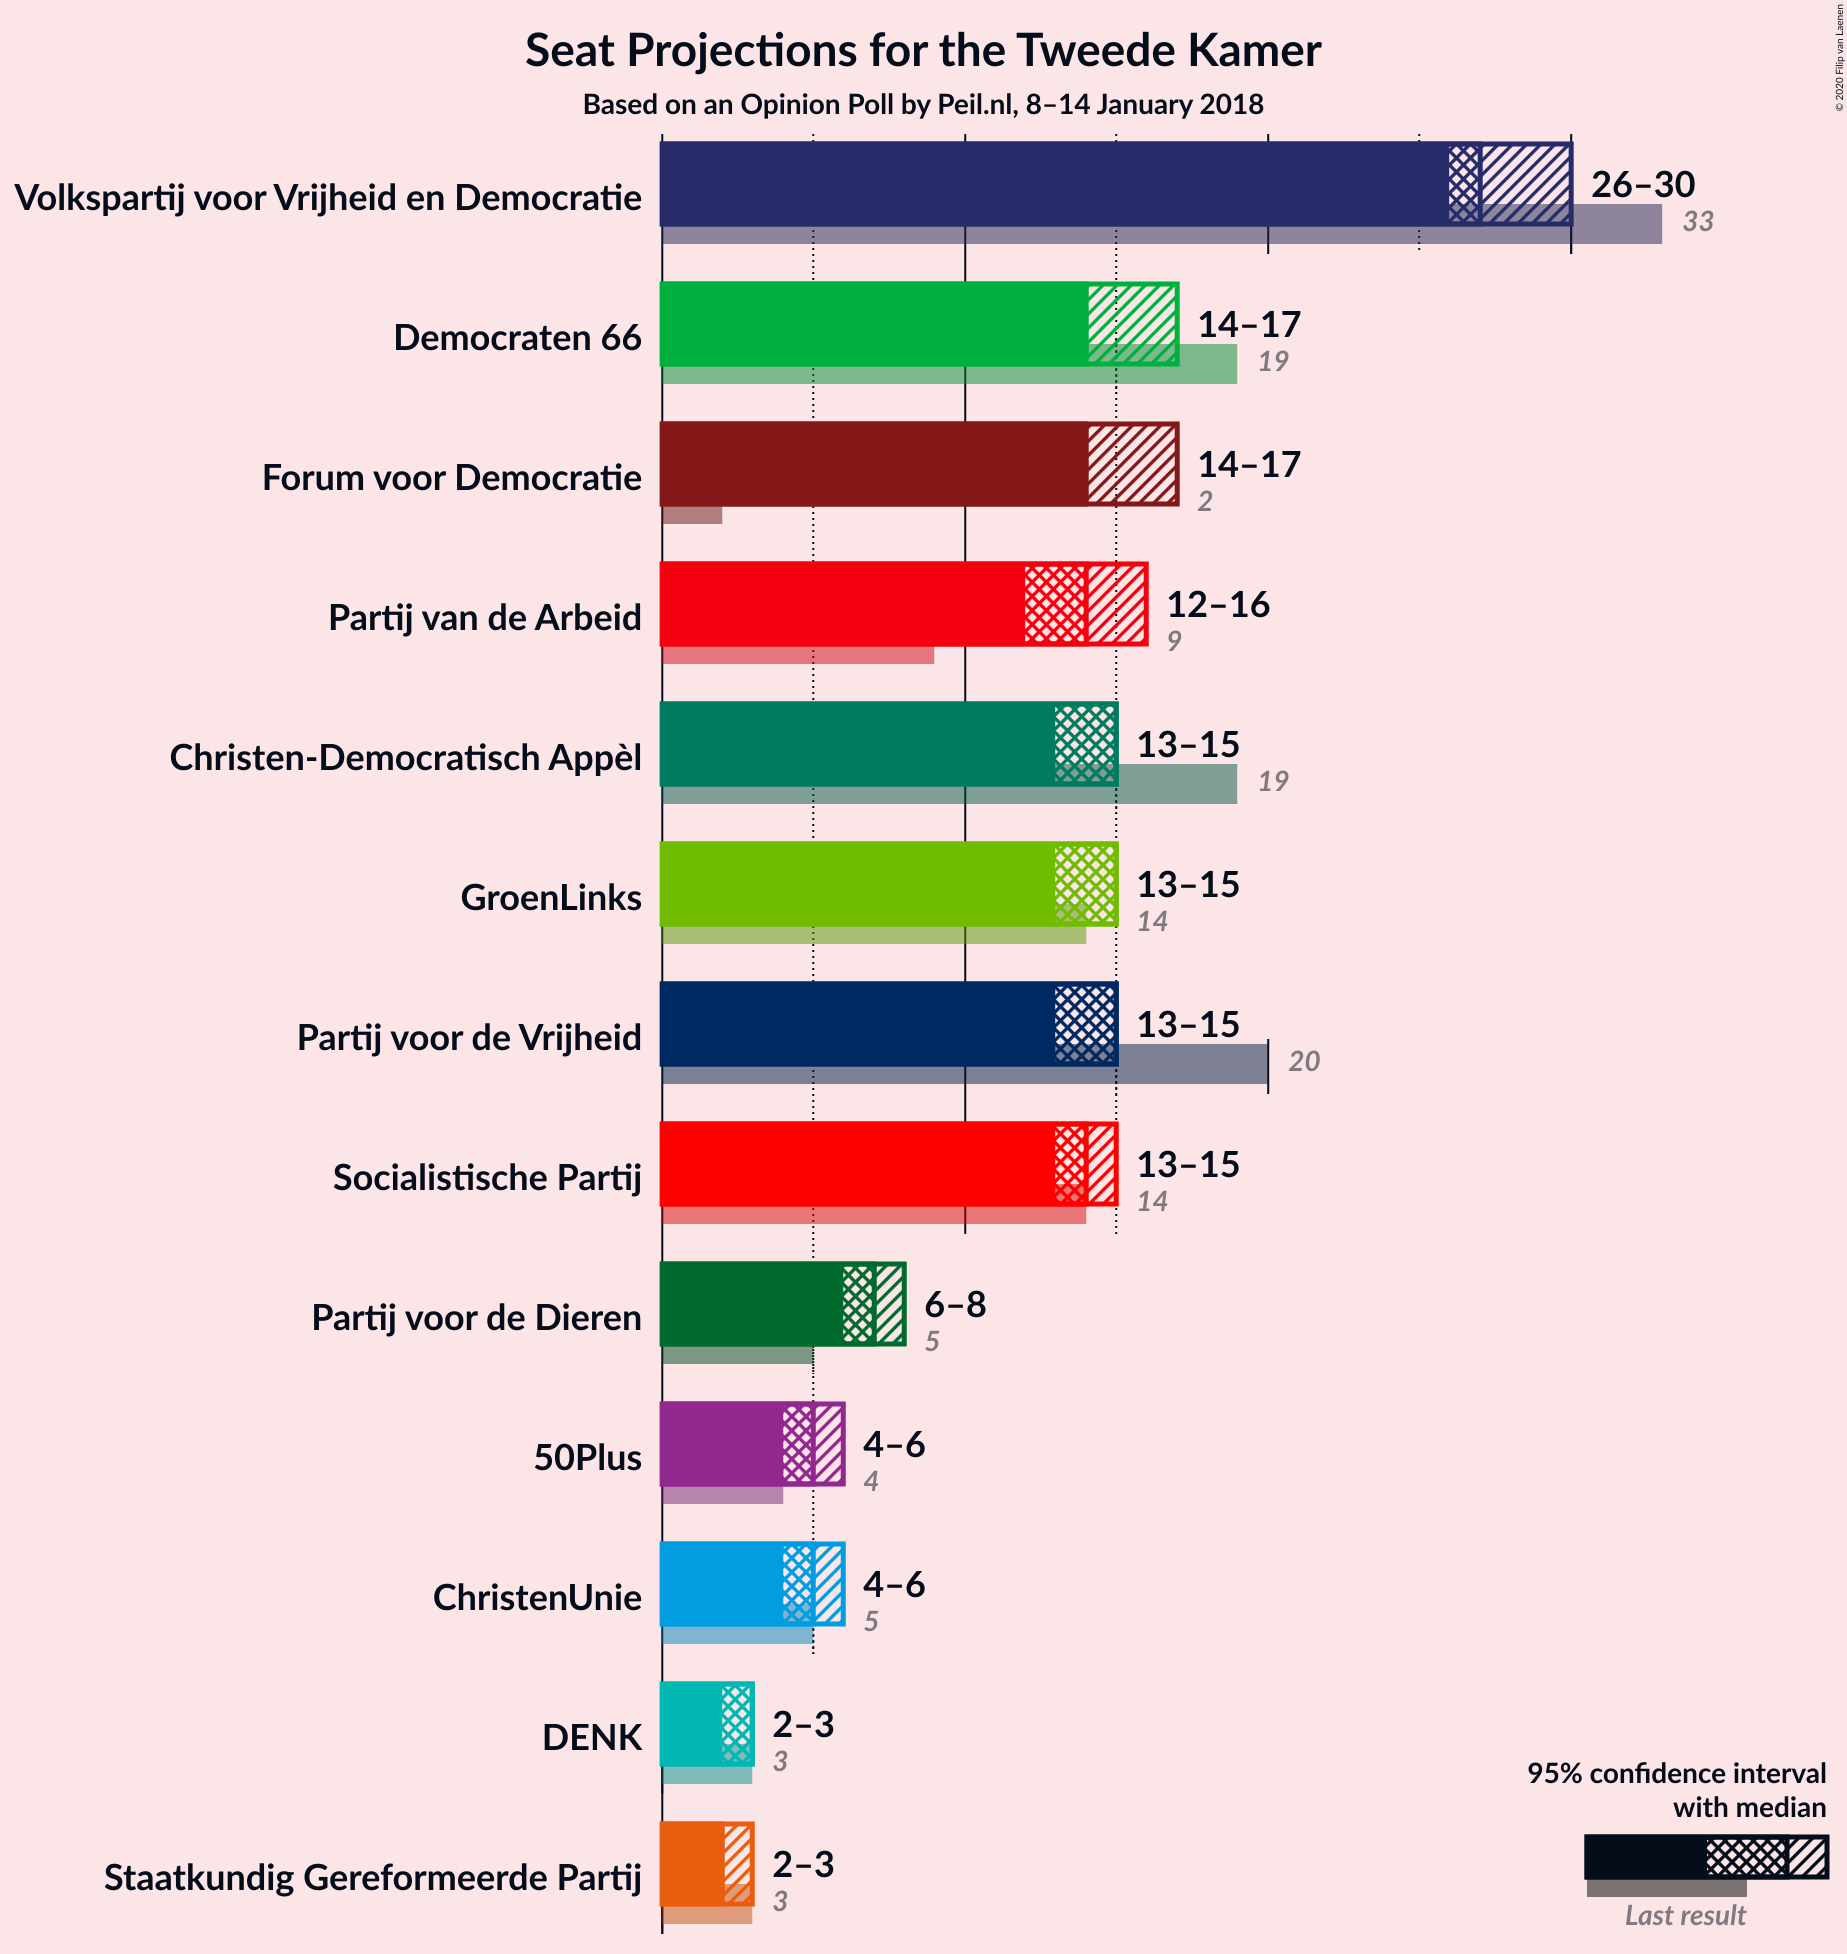 Seat Projections for the Tweede Kamer
Based on an Opinion Poll by Peil.nl, 8–14 January 2018
© 2020 Filip van Laenen
Volkspartij voor Vrijheid en Democratie
26–30
33
Democraten 66
14–17
19
Forum voor Democratie
14–17
2
Partij van de Arbeid
12–16
9
Christen-Democratisch Appèl
13–15
19
GroenLinks
13–15
14
Partij voor de Vrijheid
13–15
20
Socialistische Partij
13–15
14
Partij voor de Dieren
6–8
5
50Plus
4–6
4
ChristenUnie
4–6
5
DENK
2–3
3
Staatkundig Gereformeerde Partij
2–3
3
95% confidence interval
with median
Last result